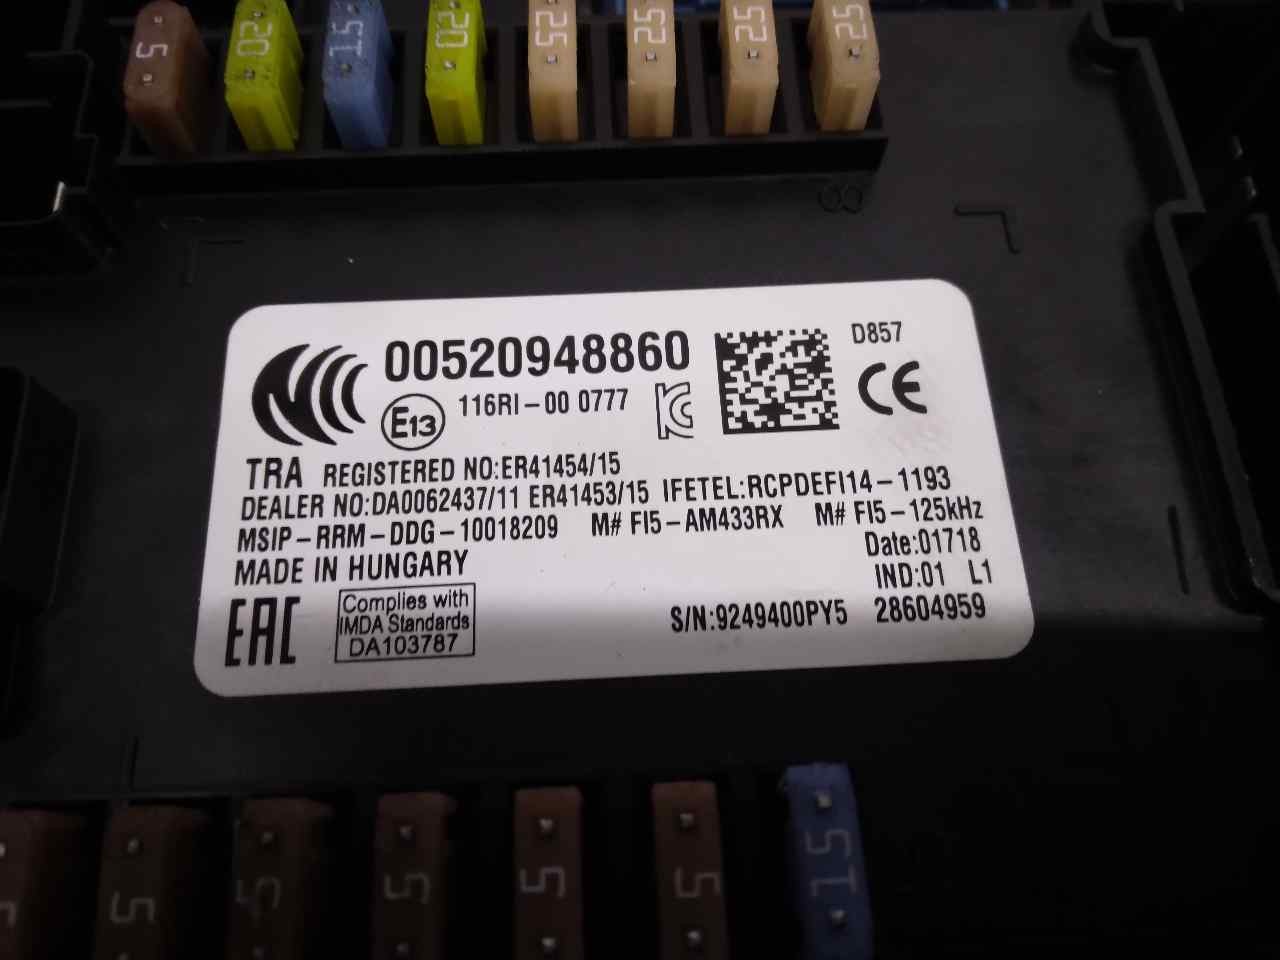 5 20 15 20 25 25 25 25
00520948860
D857
E13 116RI-00 0777
CE
TRA REGISTERED NO:ER41454/15
DEALER NO:DA0062437/11 ER41453/15 IFETEL:RCPDEFI14-1193
MSIP-RRM-DDG-10018209 M# FI5-AM433RX M# FI5-125kHz
MADE IN HUNGARY
Date:01718
IND:01 L1
EAC
Complies with
IMDA Standards
DA103787
S/N:9249400PY5 28604959
5 5 5 5 5 5 15